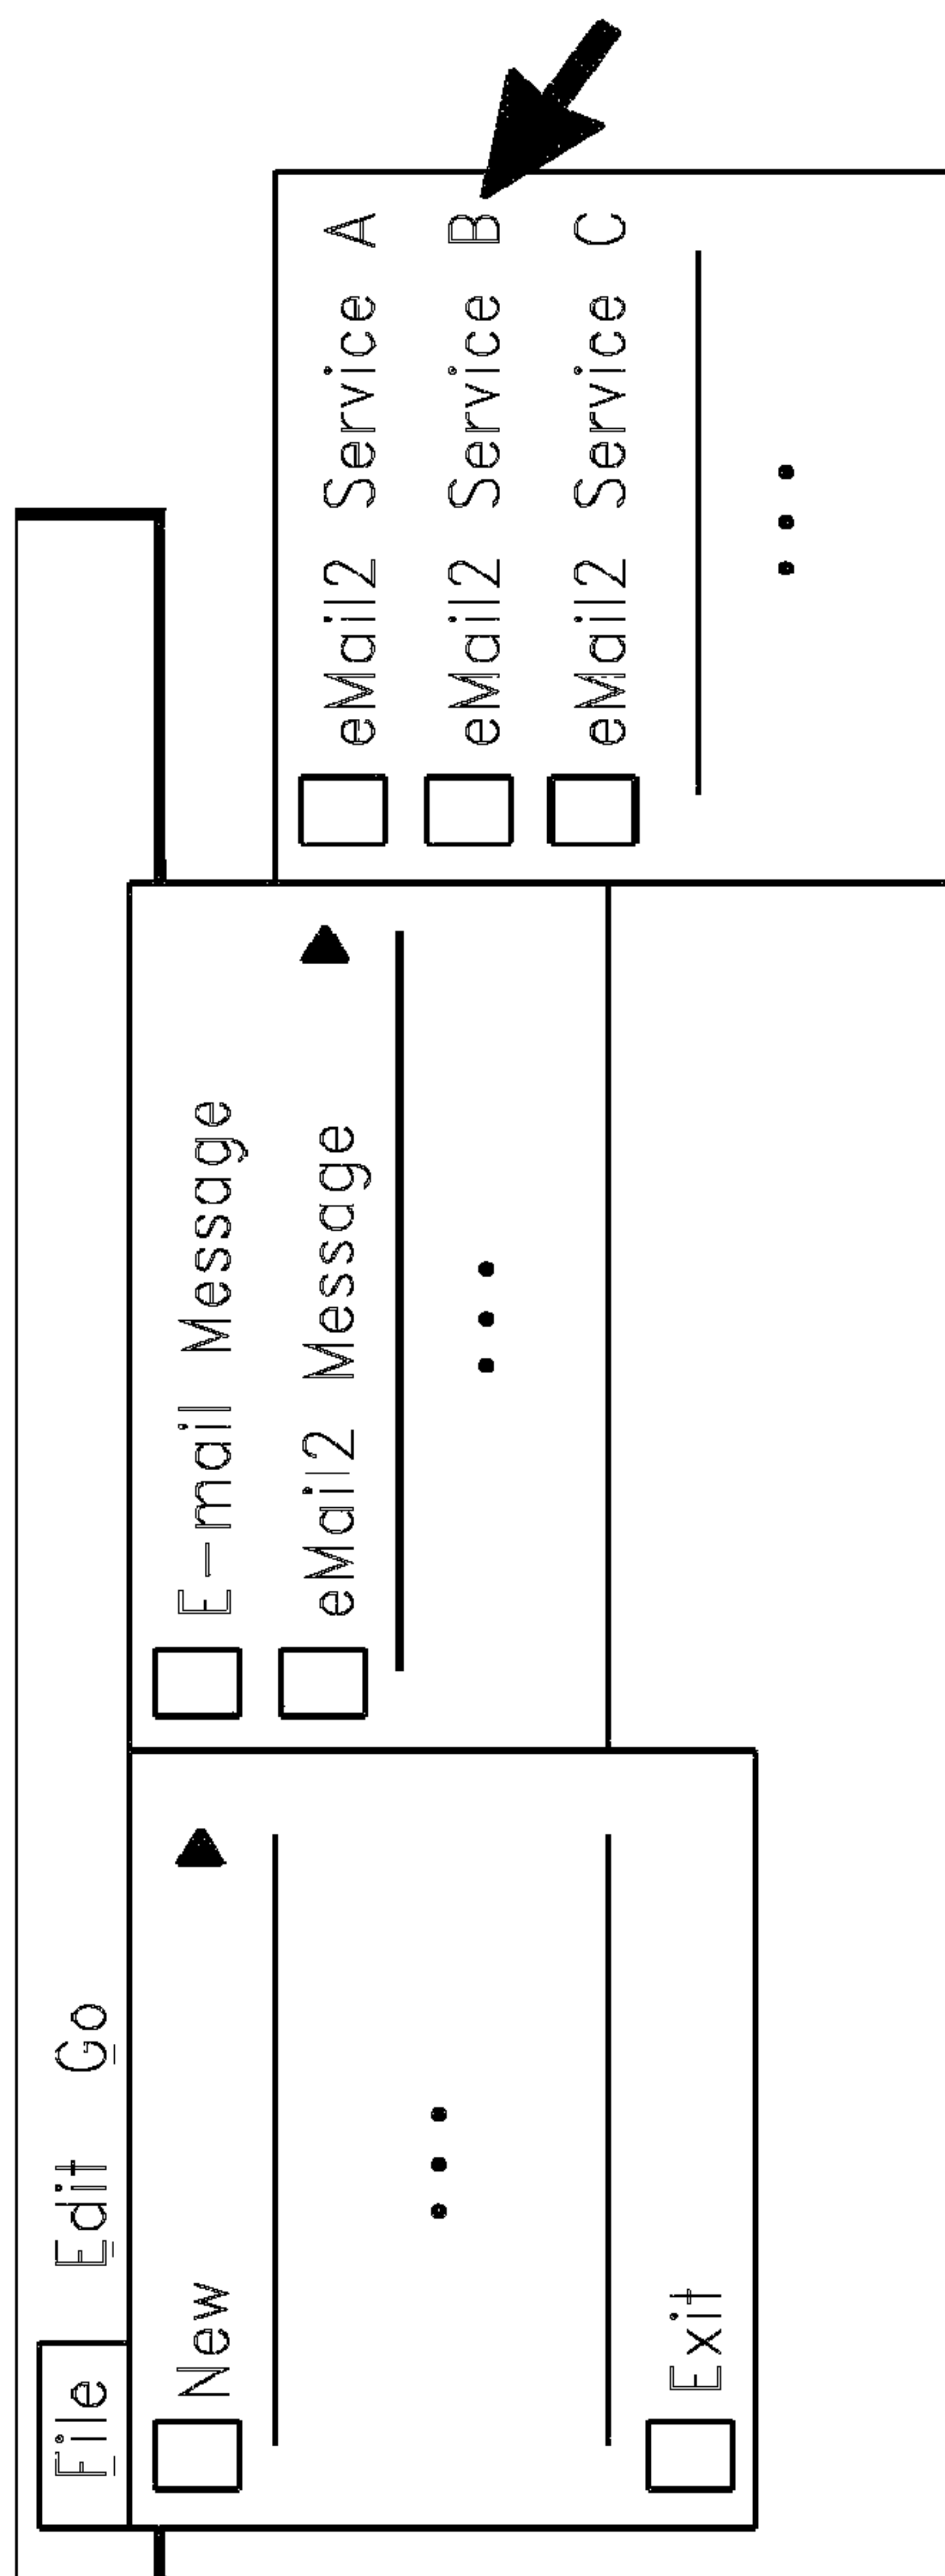 File Edit Go
New
Exit
E-mail Message
eMail2 Message
eMail2 Service A
eMail2 Service B
eMail2 Service C